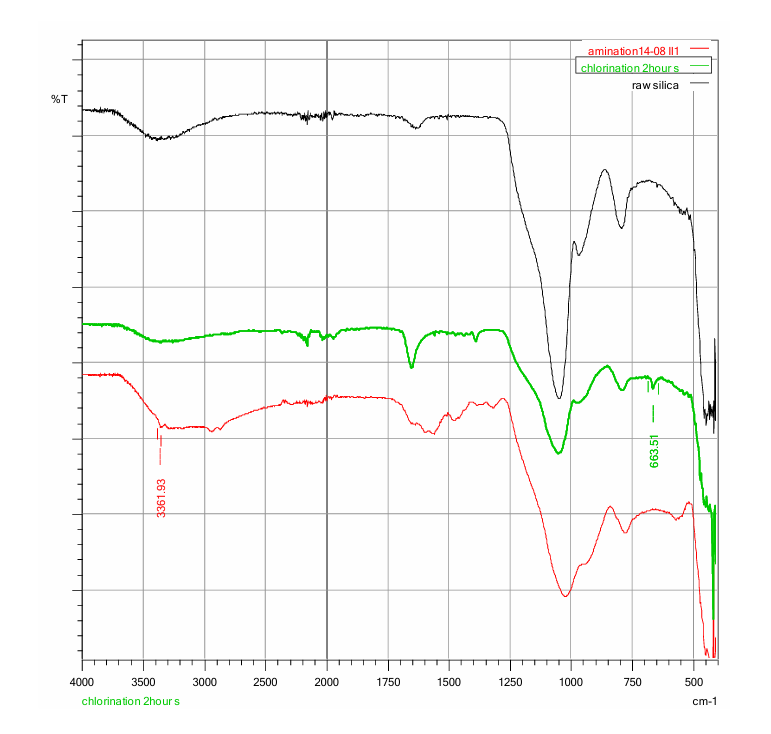 amination14-08 II1
chlorination 2hours
raw silica
%T
3361.93
663.51
4000 3500 3000 2500 2000 1750 1500 1250 1000 750 500
chlorination 2hours cm-1